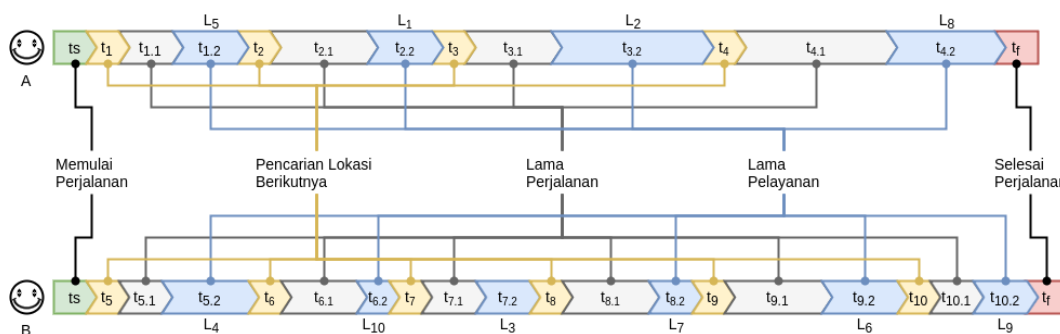 L5 L1 L2 L8
ts t1 t1.1 t1.2 t2 t2.1 t2.2 t3 t3.1 t3.2 t4 t4.1 t4.2 tf
A
Memulai
Perjalanan
Pencarian Lokasi
Berikutnya
Lama
Perjalanan
Lama
Pelayanan
Selesai
Perjalanan
ts t5 t5.1 t5.2 t6 t6.1 t6.2 t7 t7.1 t7.2 t8 t8.1 t8.2 t9 t9.1 t9.2 t10 t10.1 t10.2 tf
B
L4 L10 L3 L7 L6 L9